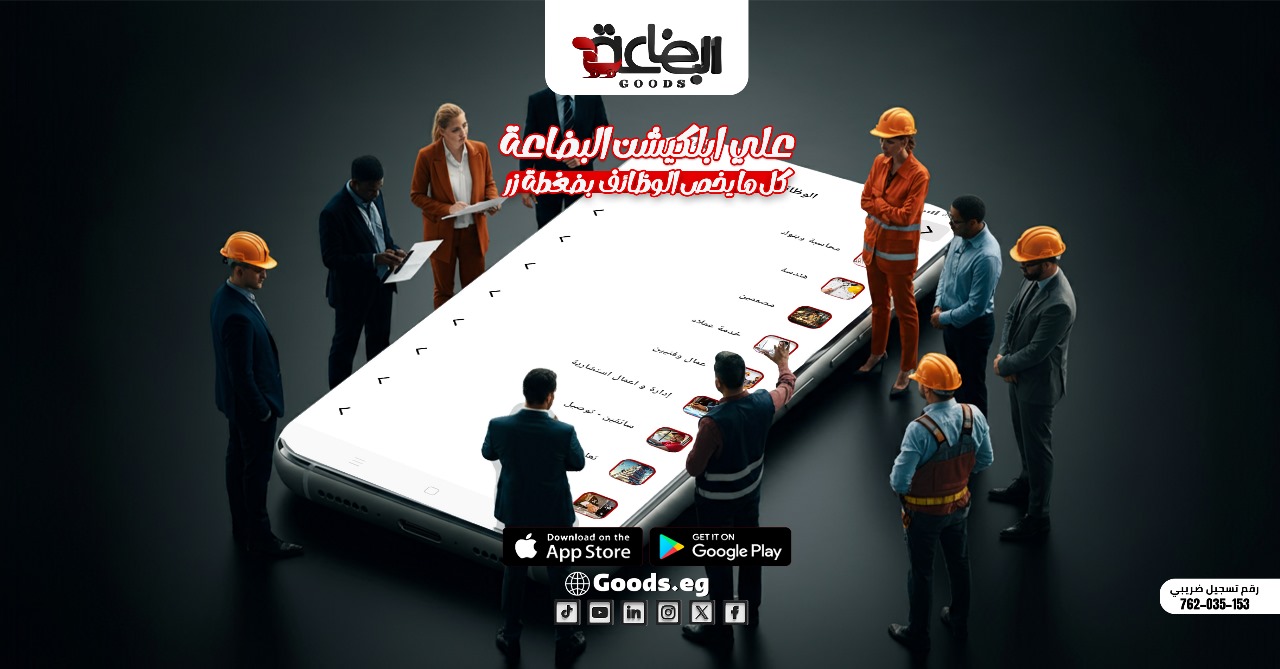 البضاعة
GOODS
علي ابلكيشن البضاعة
كل ما يخص الوظائف بضغطة زر
محاسبة وبنوك
هندسة
مصممين
خدمة عملاء
عمال وفنيين
إدارة و اعمال استشارية
سائقين - توصيل
Download on the
App Store
GET IT ON
Google Play
Goods.eg
رقم تسجيل ضريبي
762-035-153